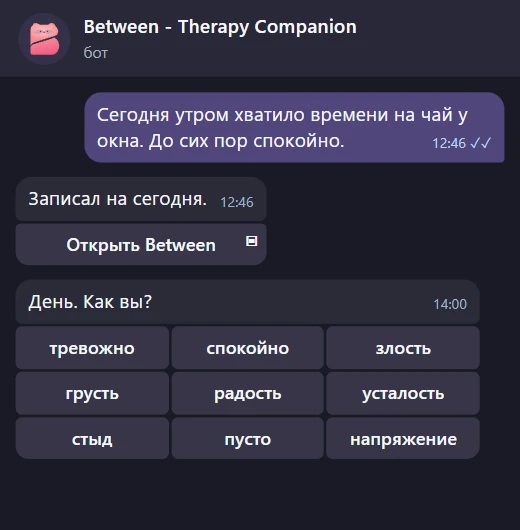 Between - Therapy Companion
бот
Сегодня утром хватило времени на чай у
окна. До сих пор спокойно. 12:46
Записал на сегодня. 12:46
Открыть Between
День. Как вы? 14:00
тревожно спокойно злость
грусть радость усталость
стыд пусто напряжение